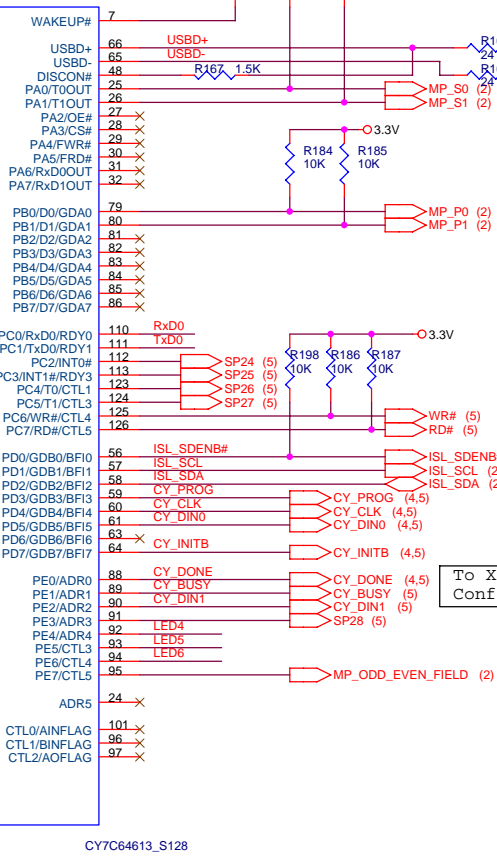 WAKEUP# 7
USBD+ 66 USBD+
USBD- 65 USBD-
DISCON# 48 R167 1.5K
24
24
PA0/T0OUT 25 MP_S0 (2)
PA1/T1OUT 26 MP_S1 (2)
PA2/OE# 27
PA3/CS# 28
PA4/FWR# 29
PA5/FRD# 30
PA6/RxD0OUT 31
PA7/RxD1OUT 32
3.3V
R184 10K R185 10K
PB0/D0/GDA0 79 MP_P0 (2)
PB1/D1/GDA1 80 MP_P1 (2)
PB2/D2/GDA2 81
PB3/D3/GDA3 82
PB4/D4/GDA4 83
PB5/D5/GDA5 84
PB6/D6/GDA6 85
PB7/D7/GDA7 86
3.3V
PC0/RxD0/RDY0 110 RxD0
PC1/TxD0/RDY1 111 TxD0
PC2/INT0# 112 SP24 (5)
PC3/INT1#/RDY3 113 SP25 (5)
PC4/T0/CTL1 123 SP26 (5)
PC5/T1/CTL3 124 SP27 (5)
R198 10K R186 10K R187 10K
PC6/WR#/CTL4 125 WR# (5)
PC7/RD#/CTL5 126 RD# (5)
PD0/GDB0/BFI0 56 ISL_SDENB# ISL_SDENB
PD1/GDB1/BFI1 57 ISL_SCL ISL_SCL (2
PD2/GDB2/BFI2 58 ISL_SDA ISL_SDA (2
PD3/GDB3/BFI3 59 CY_PROG CY_PROG (4,5)
PD4/GDB4/BFI4 60 CY_CLK CY_CLK (4,5)
PD5/GDB5/BFI5 61 CY_DIN0 CY_DIN0 (4,5)
PD6/GDB6/BFI6 63
PD7/GDB7/BFI7 64 CY_INITB CY_INITB (4,5)
PE0/ADR0 88 CY_DONE CY_DONE (4,5)
PE1/ADR1 89 CY_BUSY CY_BUSY (5)
PE2/ADR2 90 CY_DIN1 CY_DIN1 (5)
PE3/ADR3 91 SP28 (5)
PE4/ADR4 92 LED4
PE5/CTL3 93 LED5
PE6/CTL4 94 LED6
PE7/CTL5 95 MP_ODD_EVEN_FIELD (2)
To X
Conf
ADR5 24
CTL0/AINFLAG 101
CTL1/BINFLAG 96
CTL2/AOFLAG 97
CY7C64613_S128